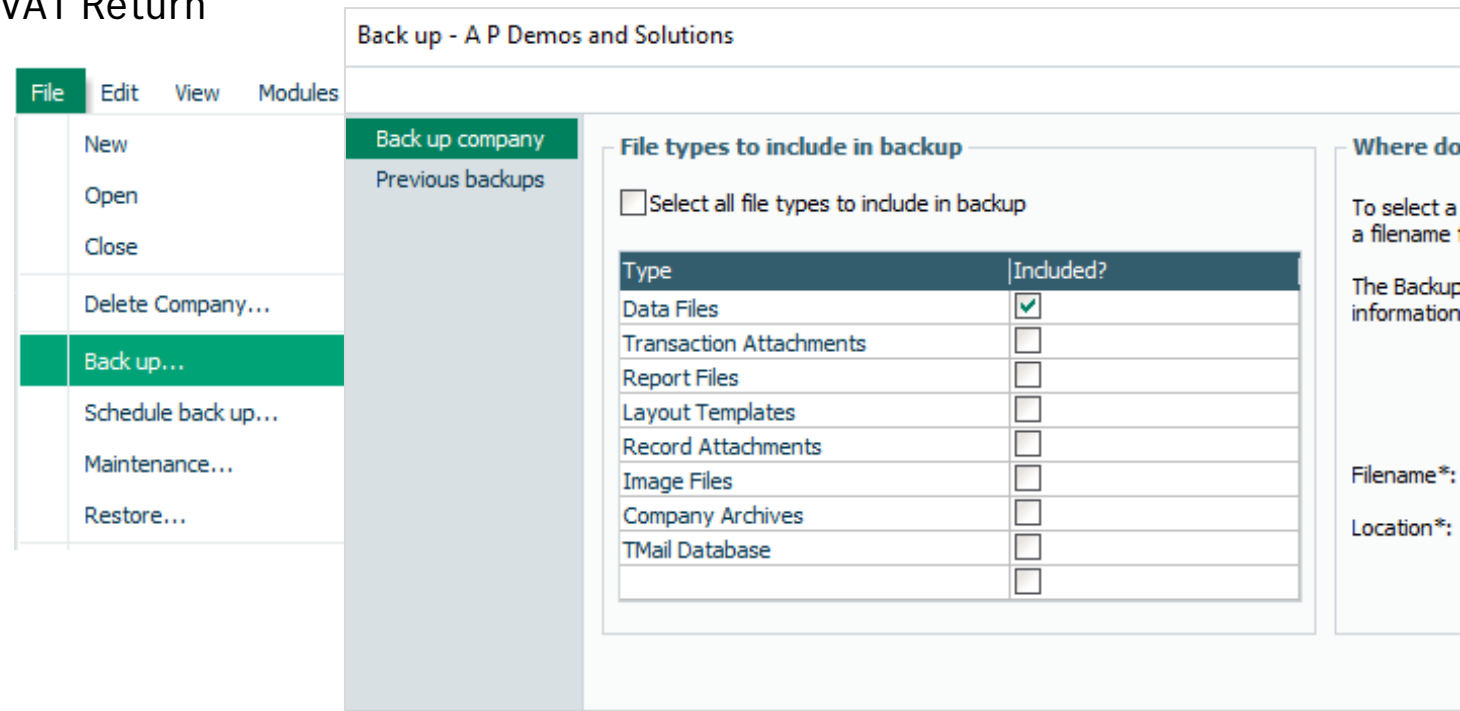 VAT Return
Back up - A P Demos and Solutions
File Edit View Modules
New
Open
Close
Delete Company...
Back up...
Schedule back up...
Maintenance...
Restore...
Back up company
Previous backups
File types to include in backup
Select all file types to include in backup
Type Included?
Data Files
Transaction Attachments
Report Files
Layout Templates
Record Attachments
Image Files
Company Archives
TMail Database
Where do
To select a
a filename
The Backup
information
Filename*:
Location*: